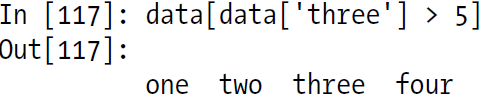 In [117]: data[data['three'] > 5]
Out[117]:
one two three four